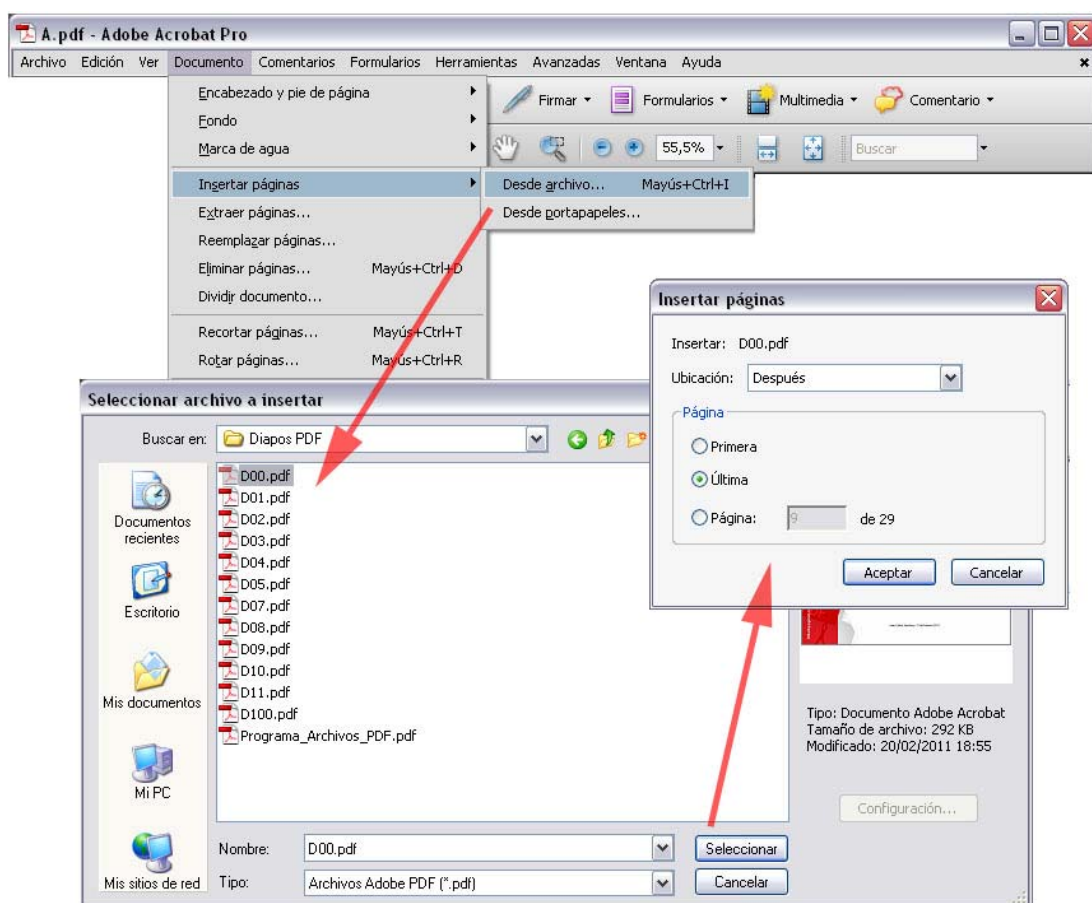 A.pdf - Adobe Acrobat Pro
Archivo Edición Ver Documento Comentarios Formularios Herramientas Avanzadas Ventana Ayuda
Encabezado y pie de página
Fondo
Marca de agua
Insertar páginas
Extraer páginas...
Reemplazar páginas...
Eliminar páginas... Mayús+Ctrl+D
Dividir documento...
Recortar páginas... Mayús+Ctrl+T
Rotar páginas... Mayús+Ctrl+R
Firmar Formularios Multimedia Comentario
55,5% Buscar
Desde archivo... Mayús+Ctrl+I
Desde portapapeles...
Seleccionar archivo a insertar
Buscar en: Diapos PDF
Documentos recientes
Escritorio
Mis documentos
Mi PC
Mis sitios de red
D00.pdf
D01.pdf
D02.pdf
D03.pdf
D04.pdf
D05.pdf
D07.pdf
D08.pdf
D09.pdf
D10.pdf
D11.pdf
D100.pdf
Programa_Archivos_PDF.pdf
Nombre: D00.pdf
Tipo: Archivos Adobe PDF (*.pdf)
Seleccionar
Cancelar
Insertar páginas
Insertar: D00.pdf
Ubicación: Después
Página
Primera
Última
Página: 9 de 29
Aceptar Cancelar
Tipo: Documento Adobe Acrobat
Tamaño de archivo: 292 KB
Modificado: 20/02/2011 18:55
Configuración...